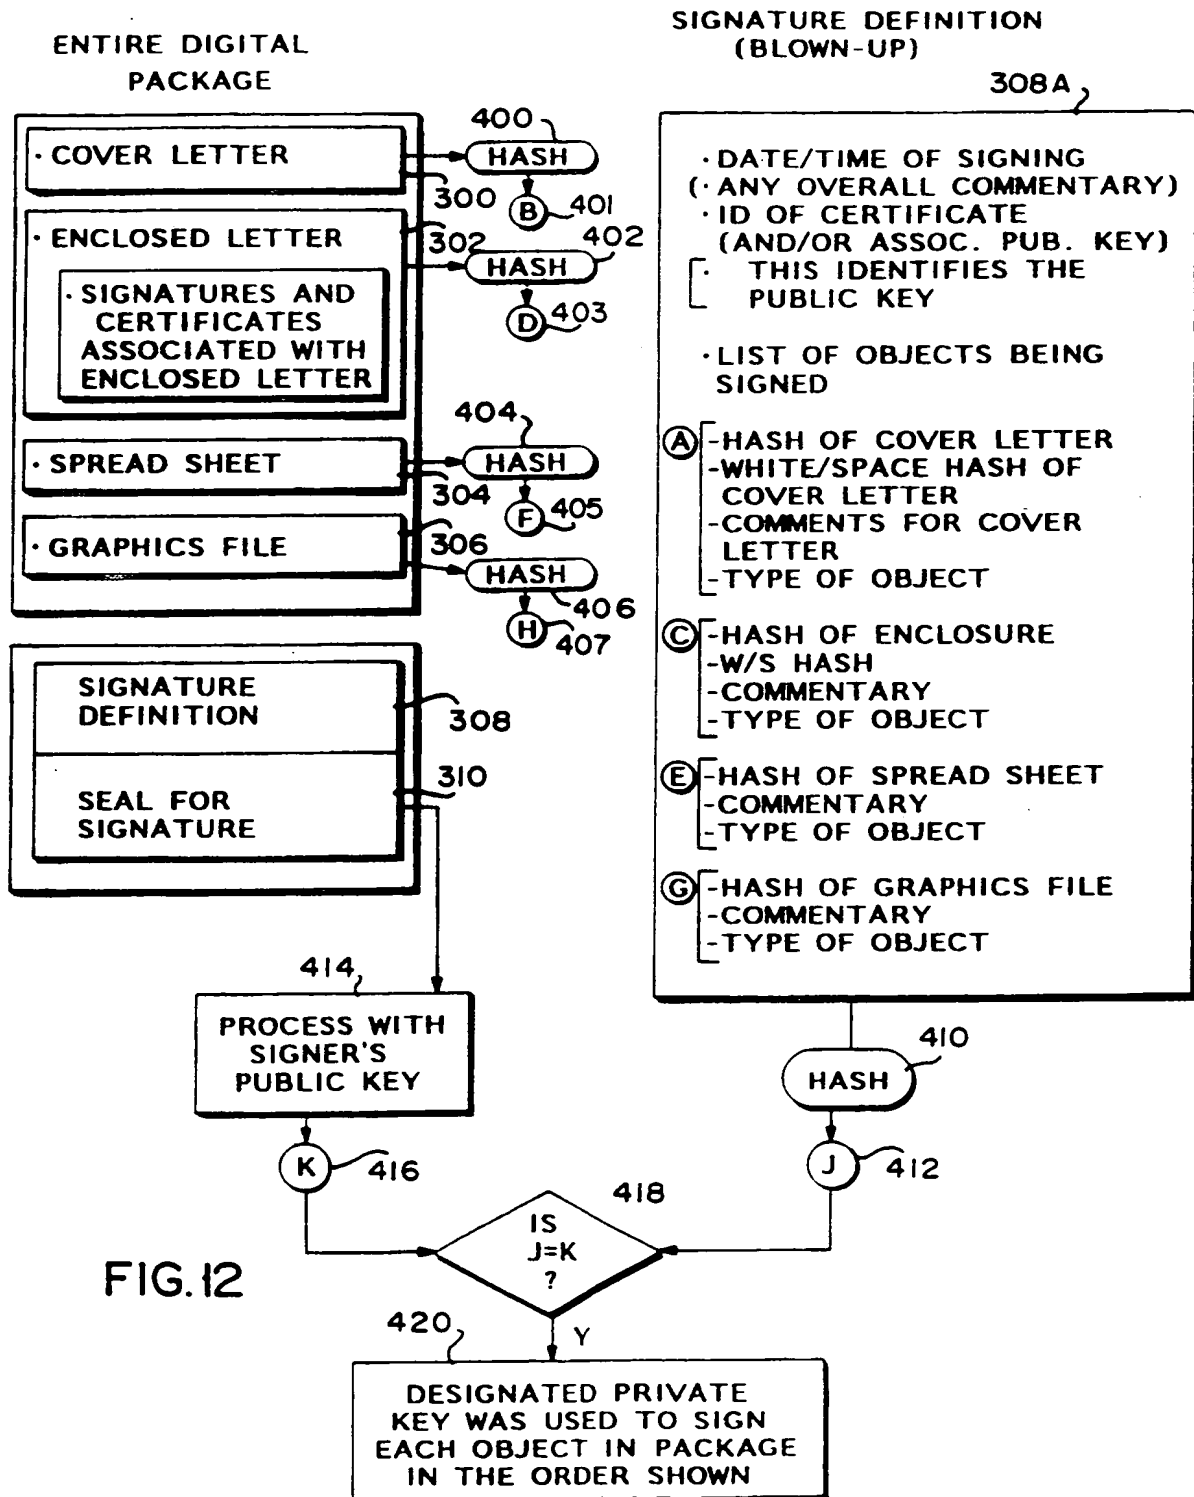 ENTIRE DIGITAL
PACKAGE
· COVER LETTER
300
· ENCLOSED LETTER
302
· SIGNATURES AND
CERTIFICATES
ASSOCIATED WITH
ENCLOSED LETTER
· SPREAD SHEET
304
· GRAPHICS FILE
306
400
HASH
B
401
402
HASH
D
403
404
HASH
F
405
HASH
406
H
407
SIGNATURE
DEFINITION
308
SEAL FOR
SIGNATURE
310
SIGNATURE DEFINITION
(BLOWN-UP)
308A
· DATE/TIME OF SIGNING
(· ANY OVERALL COMMENTARY)
· ID OF CERTIFICATE
(AND/OR ASSOC. PUB. KEY)
· THIS IDENTIFIES THE
PUBLIC KEY
· LIST OF OBJECTS BEING
SIGNED
A
-HASH OF COVER LETTER
-WHITE/SPACE HASH OF
COVER LETTER
-COMMENTS FOR COVER
LETTER
-TYPE OF OBJECT
C
-HASH OF ENCLOSURE
-W/S HASH
-COMMENTARY
-TYPE OF OBJECT
E
-HASH OF SPREAD SHEET
-COMMENTARY
-TYPE OF OBJECT
G
-HASH OF GRAPHICS FILE
-COMMENTARY
-TYPE OF OBJECT
414
PROCESS WITH
SIGNER'S
PUBLIC KEY
K
416
410
HASH
J
412
418
IS
J=K
?
Y
FIG.12
420
DESIGNATED PRIVATE
KEY WAS USED TO SIGN
EACH OBJECT IN PACKAGE
IN THE ORDER SHOWN